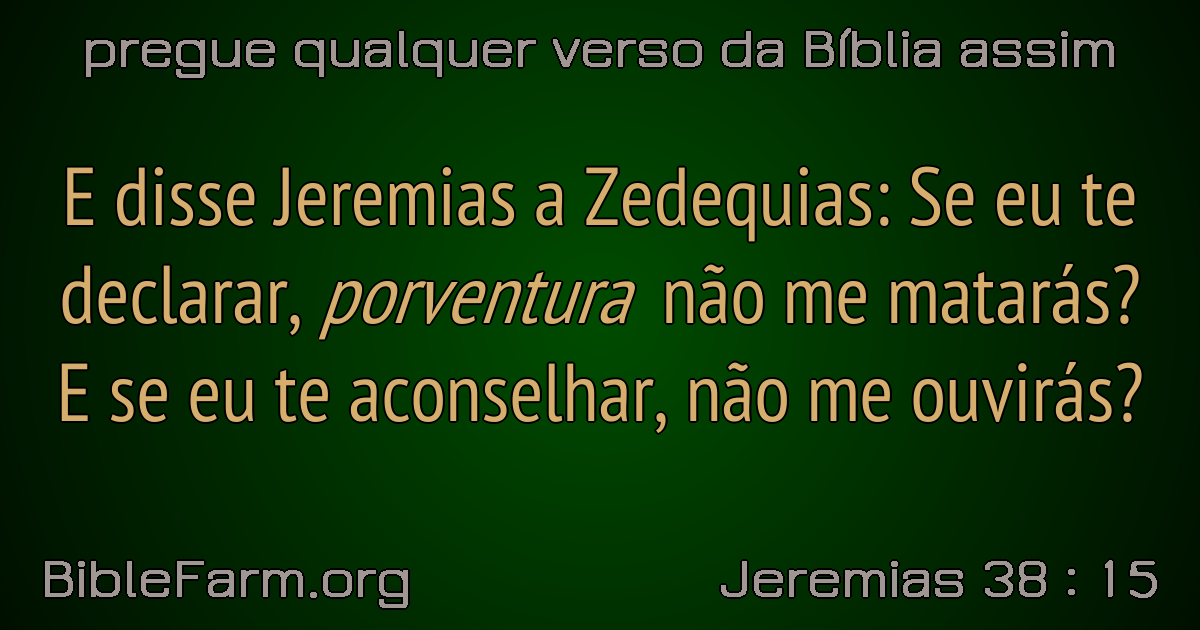 pregue qualquer verso da Bíblia assim
E disse Jeremias a Zedequias: Se eu te
declarar, porventura não me matarás?
E se eu te aconselhar, não me ouvirás?
BibleFarm.org
Jeremias 38 : 15